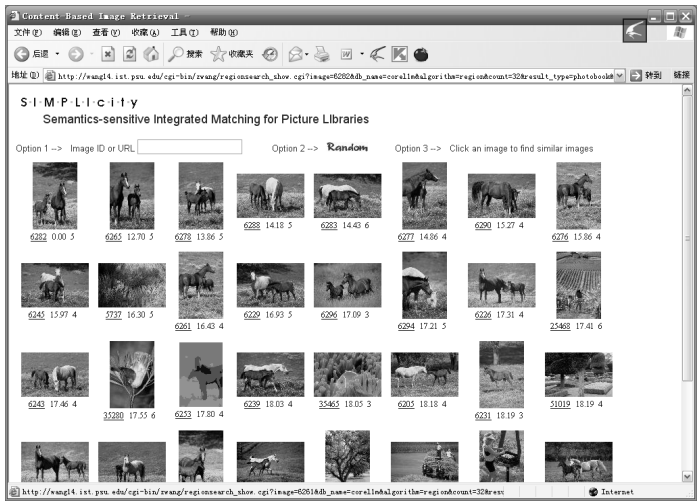 Content-Based Image Retrieval -
文件(F) 编辑(E) 查看(V) 收藏(A) 工具(T) 帮助(H)
后退 搜索 收藏夹
地址(D) http://wang14.ist.psu.edu/cgi-bin/zwang/regionsearch_show.cgi?image=6282&db_name=corel1m&algorithm=region&count=32&result_type=photobook& 转到 链接
S·I·M·P·L·I·c·i·t·y
Semantics-sensitive Integrated Matching for Picture LIbraries
Option 1 --> Image ID or URL Option 2 --> Random Option 3 --> Click an image to find similar images
6282 0.00 5 6265 12.70 5 6278 13.86 5 6288 14.18 5 6283 14.43 6 6277 14.86 4 6290 15.27 4 6276 15.86 4
6245 15.97 4 5737 16.30 5 6261 16.43 4 6229 16.93 5 6296 17.09 3 6294 17.21 5 6226 17.31 4 25468 17.41 6
6243 17.46 4 35280 17.55 6 6253 17.80 4 6239 18.03 4 35465 18.05 3 6205 18.18 4 6231 18.19 3 51019 18.19 4
http://wang14.ist.psu.edu/cgi-bin/zwang/regionsearch_show.cgi?image=6261&db_name=corel1m&algorithm=region&count=32&resu Internet